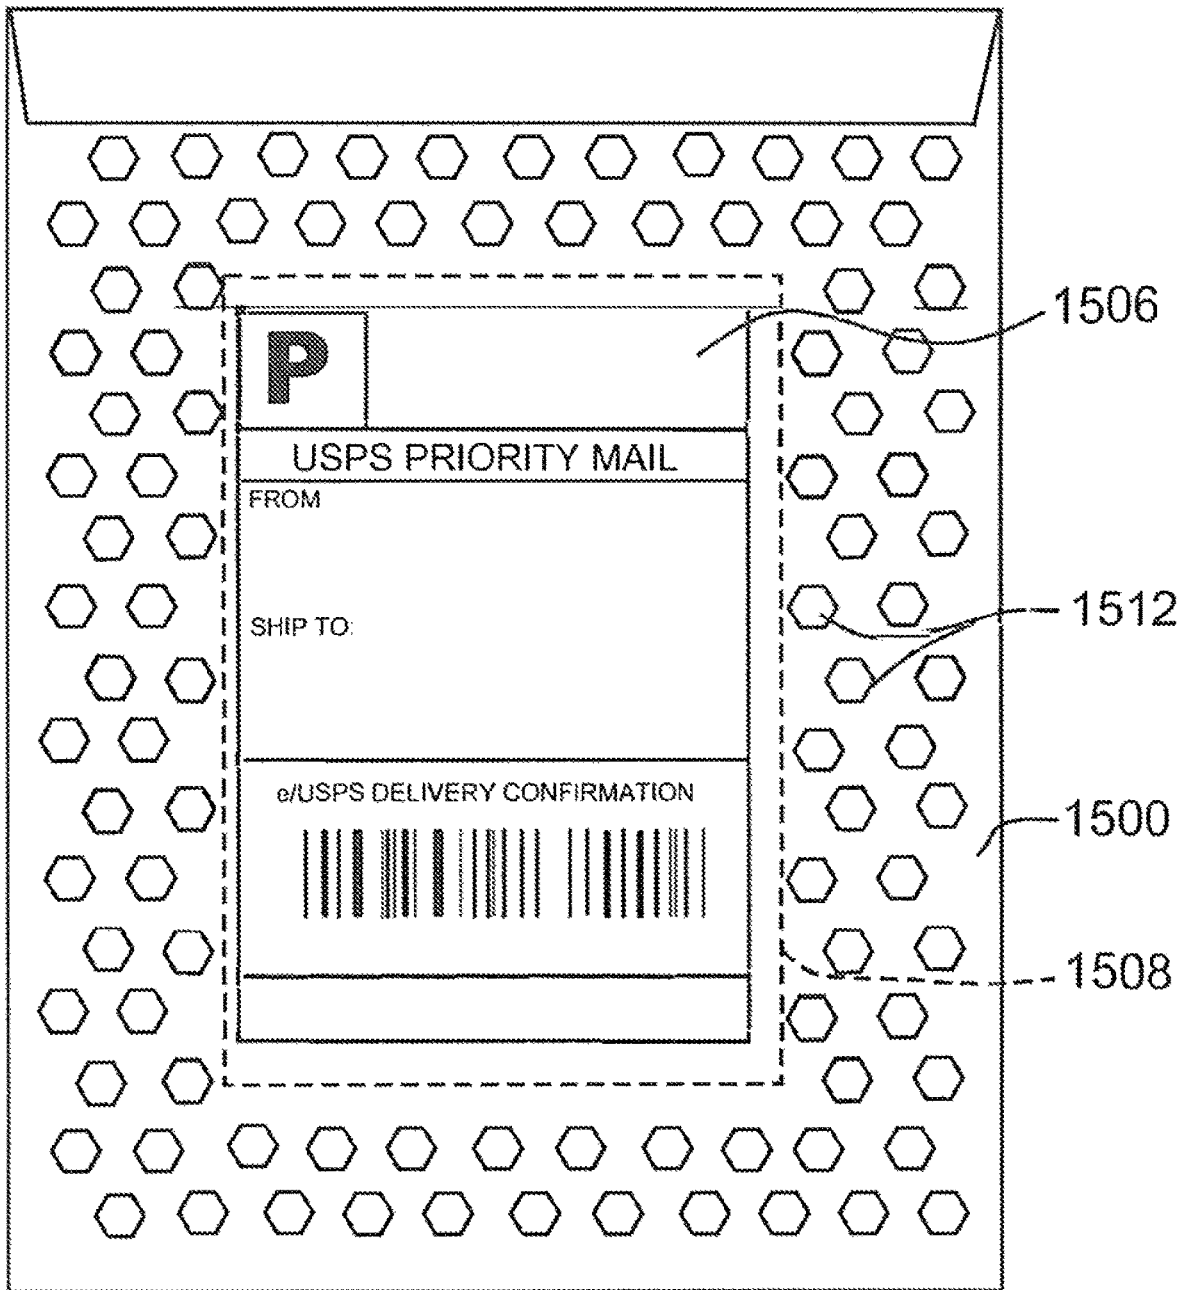 1506
P
USPS PRIORITY MAIL
FROM
SHIP TO:
1512
e/USPS DELIVERY CONFIRMATION
1500
1508